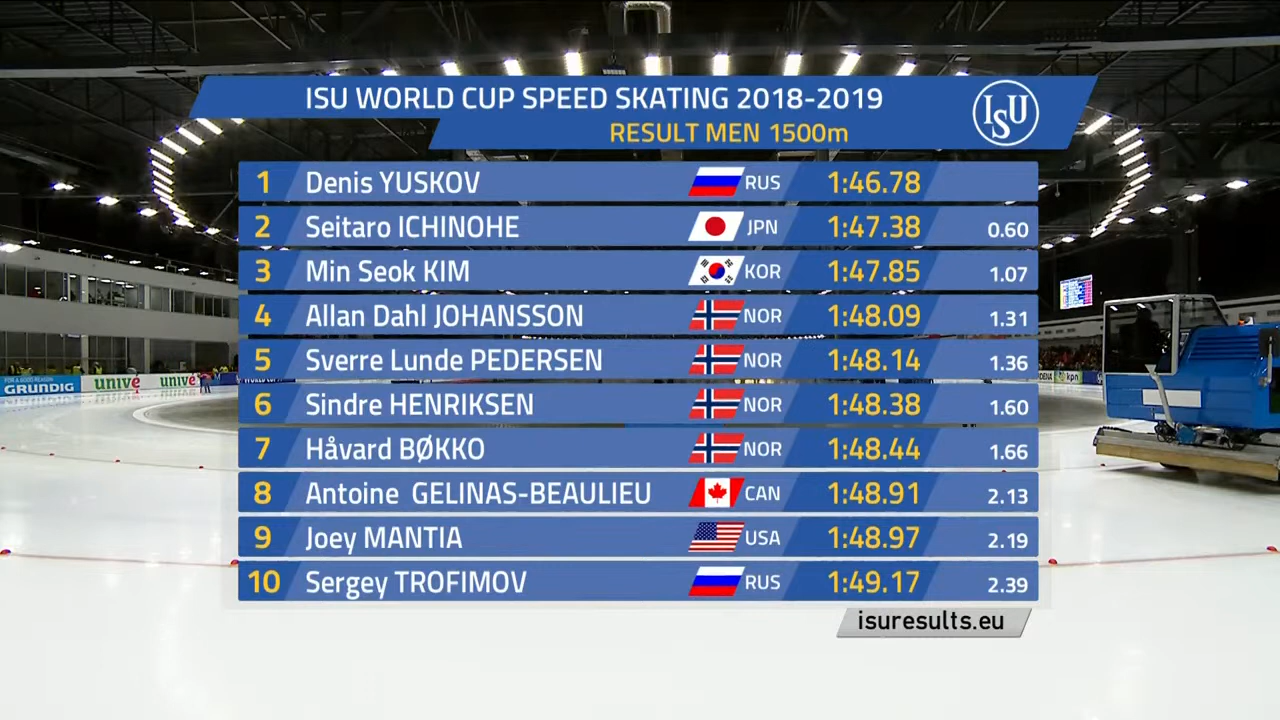 ISU WORLD CUP SPEED SKATING 2018-2019
ISU
RESULT MEN 1500m
1 Denis YUSKOV RUS 1:46.78
2 Seitaro ICHINOHE JPN 1:47.38 0.60
3 Min Seok KIM KOR 1:47.85 1.07
4 Allan Dahl JOHANSSON NOR 1:48.09 1.31
5 Sverre Lunde PEDERSEN NOR 1:48.14 1.36
6 Sindre HENRIKSEN NOR 1:48.38 1.60
7 Håvard BØKKO NOR 1:48.44 1.66
8 Antoine GELINAS-BEAULIEU CAN 1:48.91 2.13
9 Joey MANTIA USA 1:48.97 2.19
10 Sergey TROFIMOV RUS 1:49.17 2.39
isuresults.eu
GRUNDIG
univé
univé
kpn